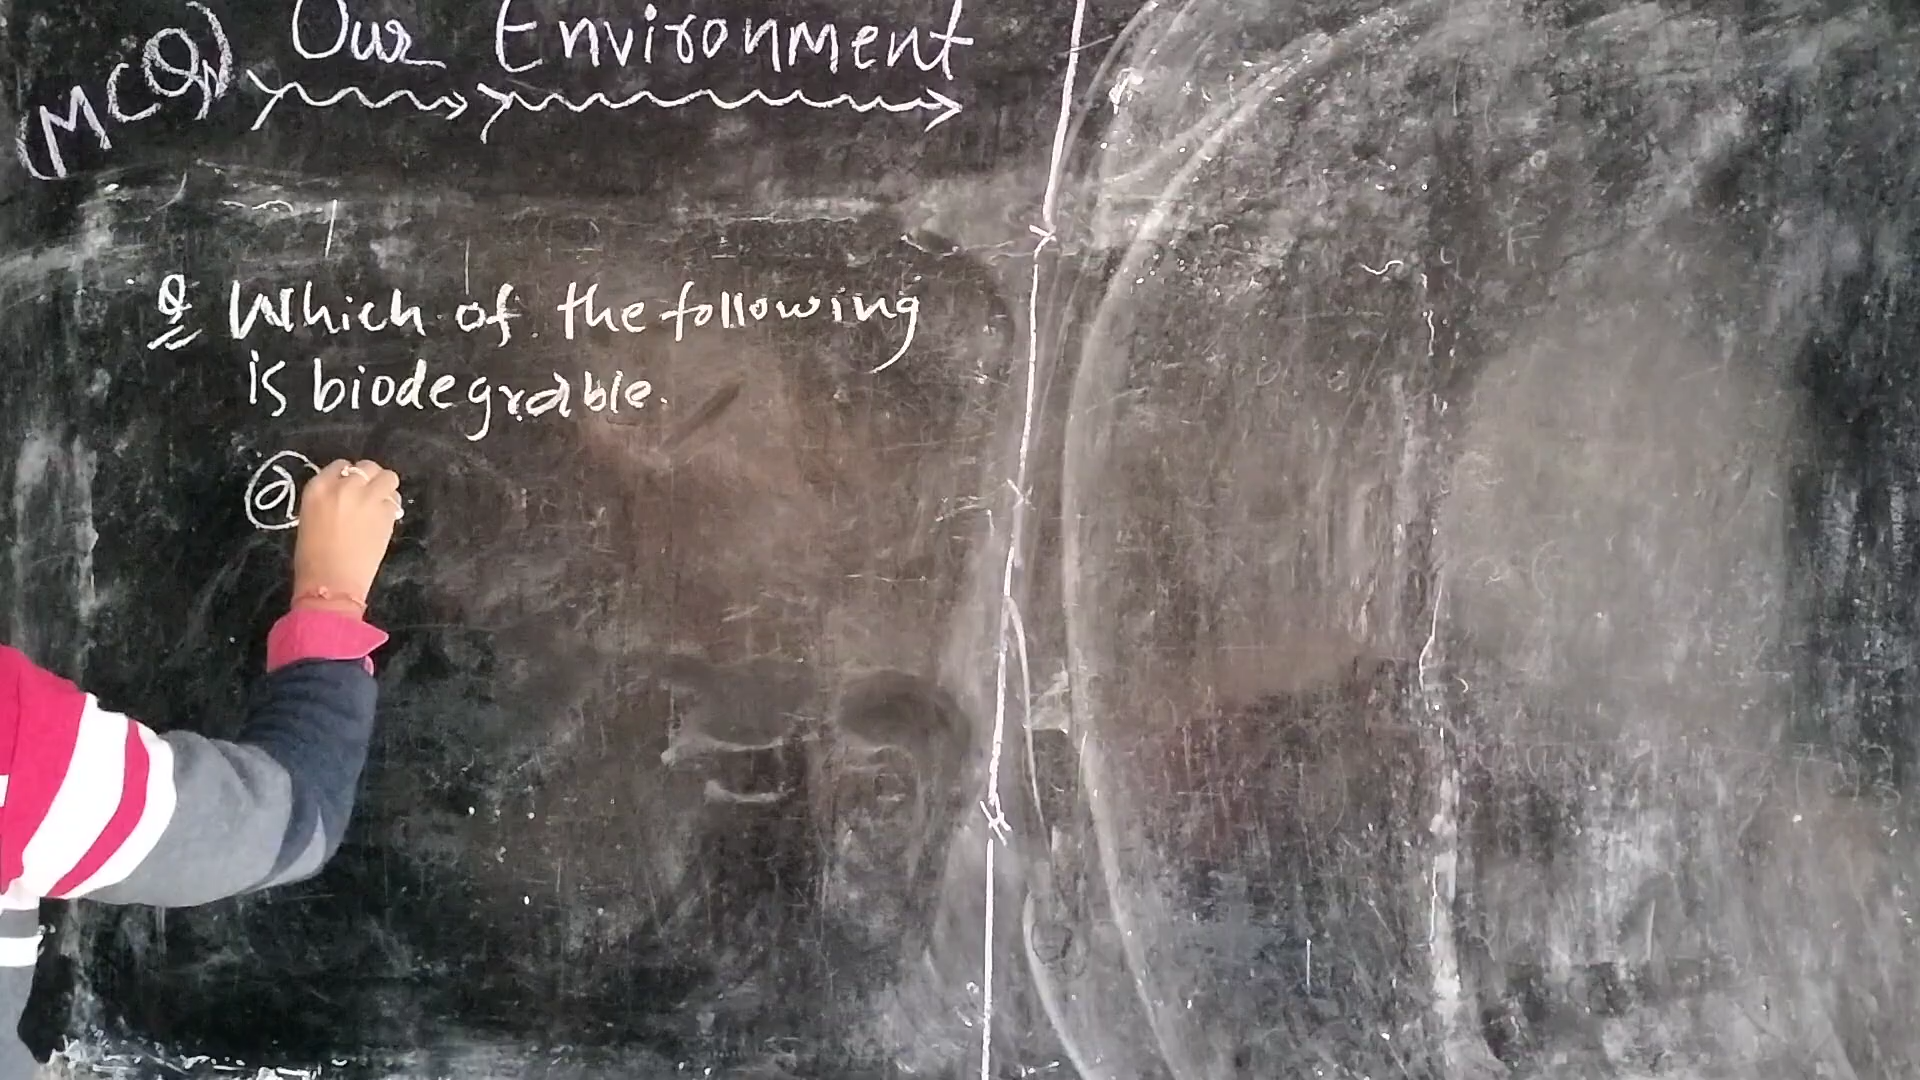 (MCQs) Our Environment
Q Which of the following
is biodegrable.
(a)